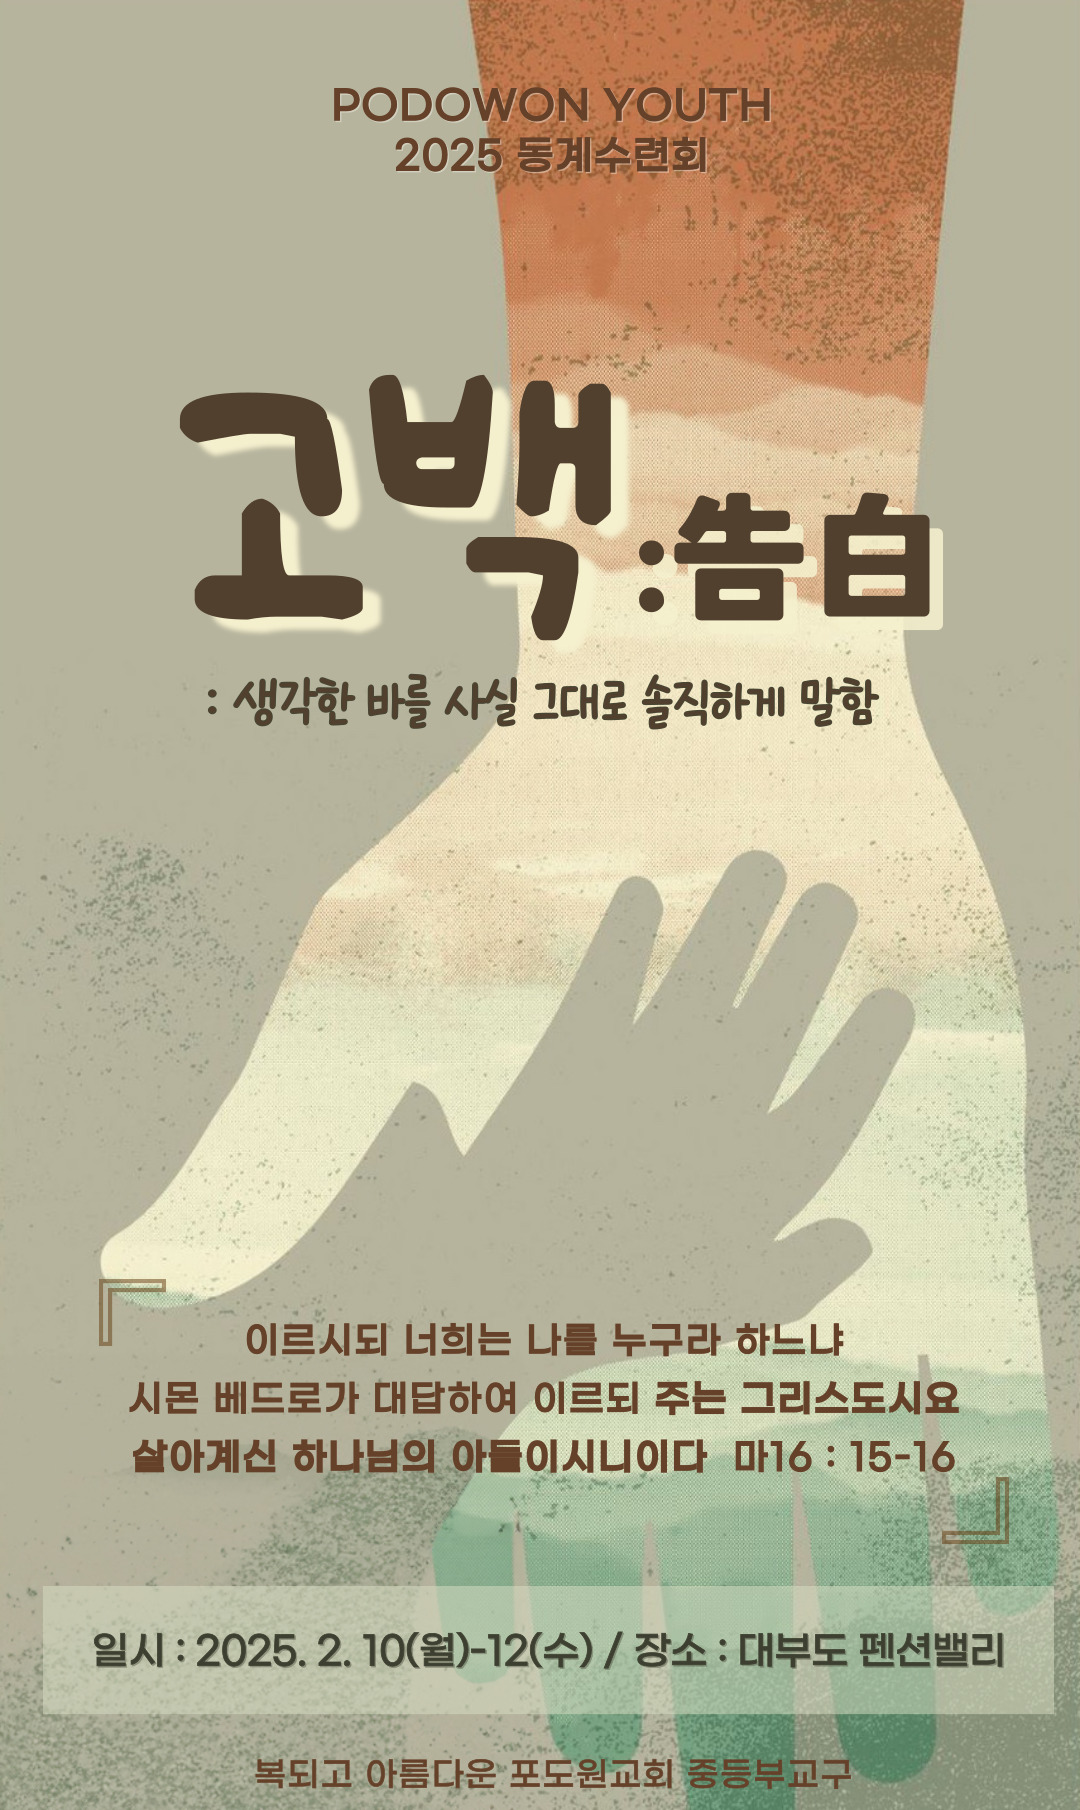 PODOWON YOUTH
2025 동계수련회
고백:告白
: 생각한 바를 사실 그대로 솔직하게 말함
『이르시되 너희는 나를 누구라 하느냐
시몬 베드로가 대답하여 이르되 주는 그리스도시요
살아계신 하나님의 아들이시니이다 마16 : 15-16』
일시 : 2025. 2. 10(월)-12(수) / 장소 : 대부도 펜션밸리
복되고 아름다운 포도원교회 중등부교구